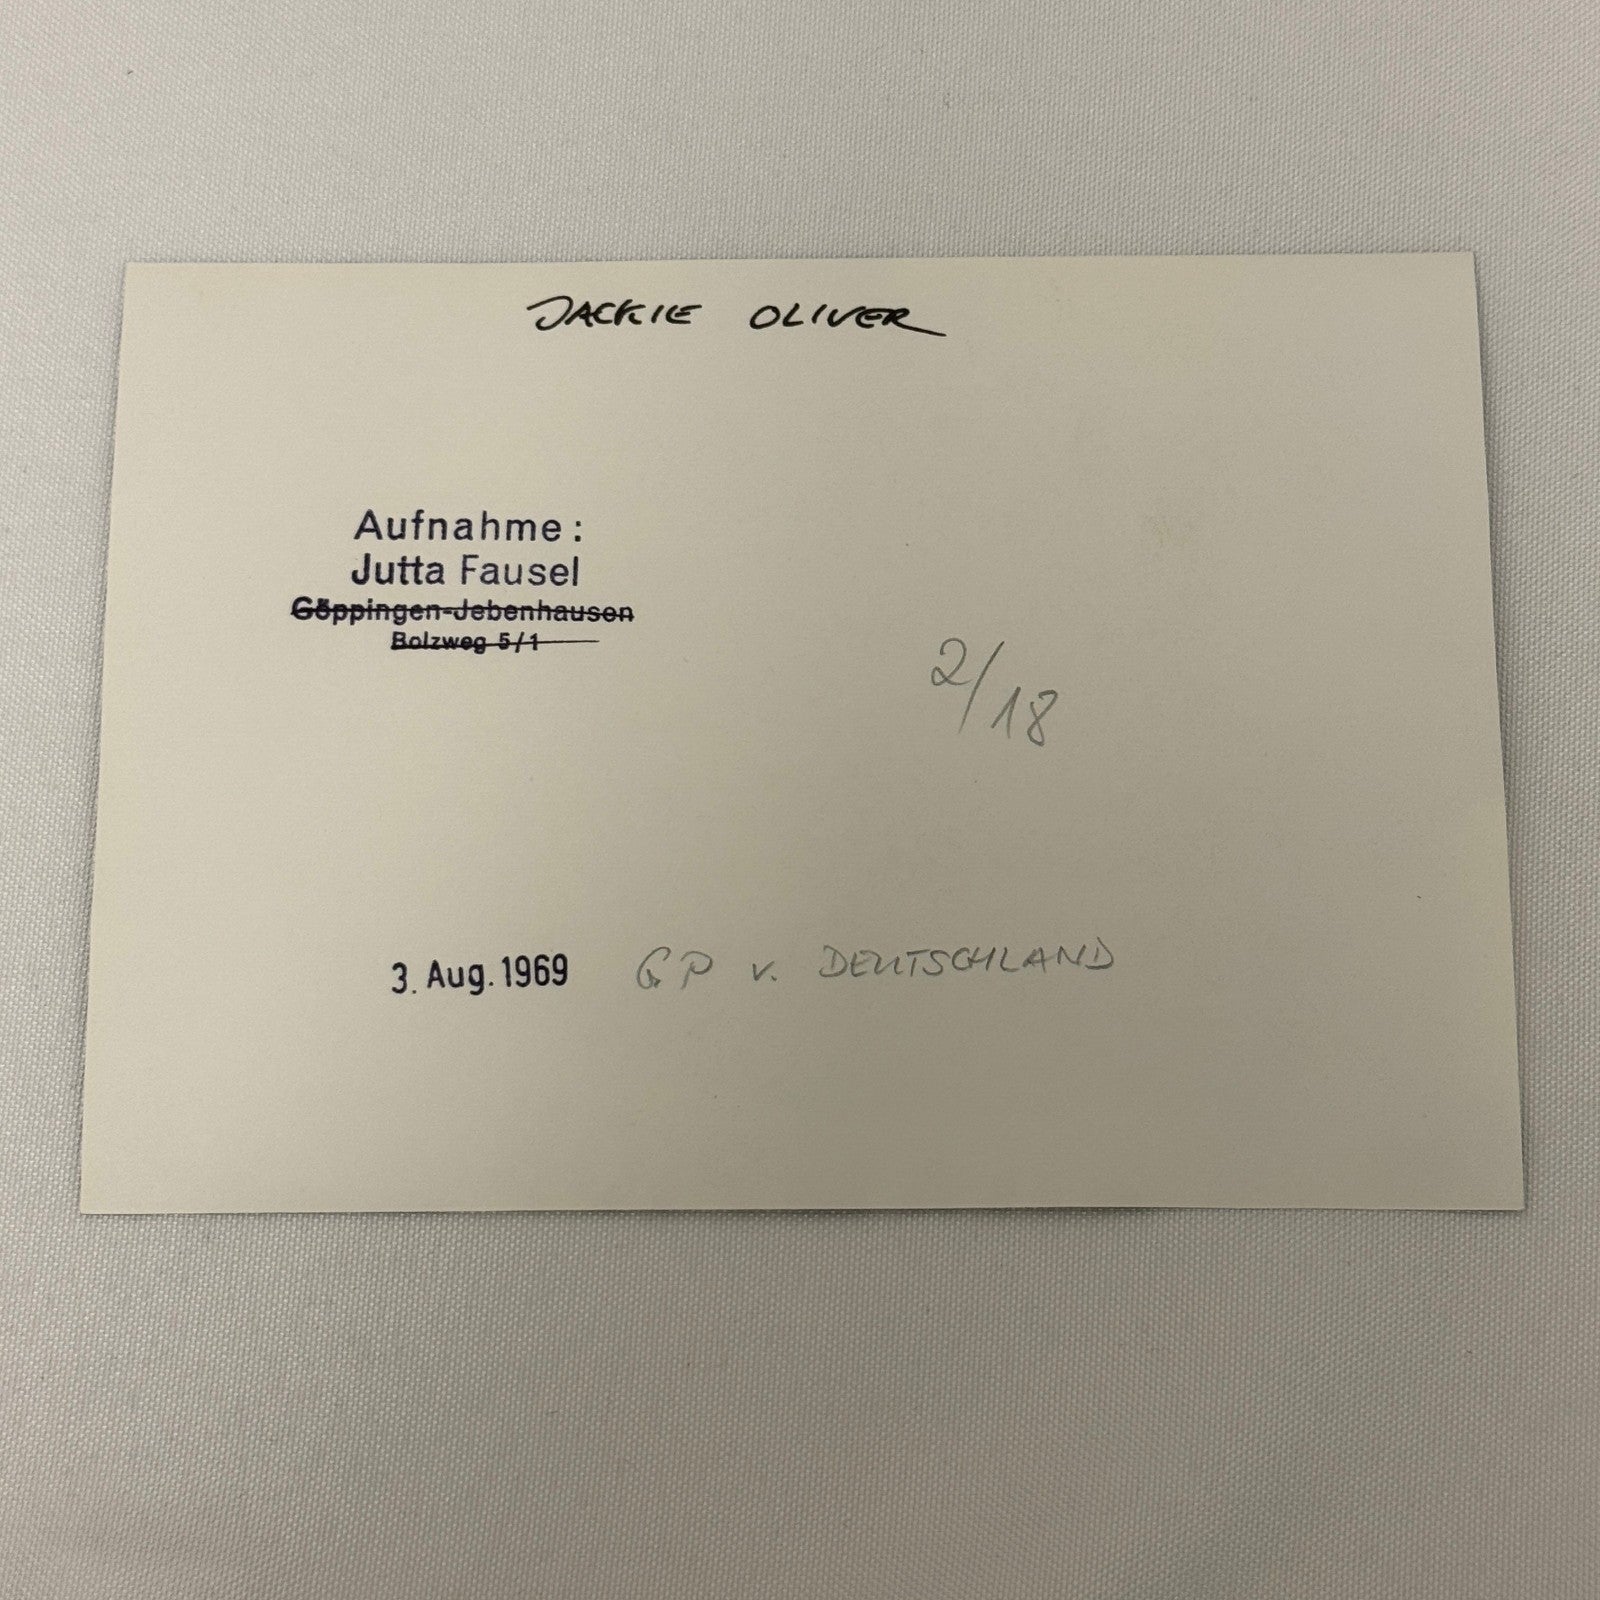 JACKIE OLIVER
Aufnahme:
Jutta Fausel
Göppingen-Jebenhausen
Bolzweg 5/1
2/18
3. Aug. 1969 GP v. DEUTSCHLAND